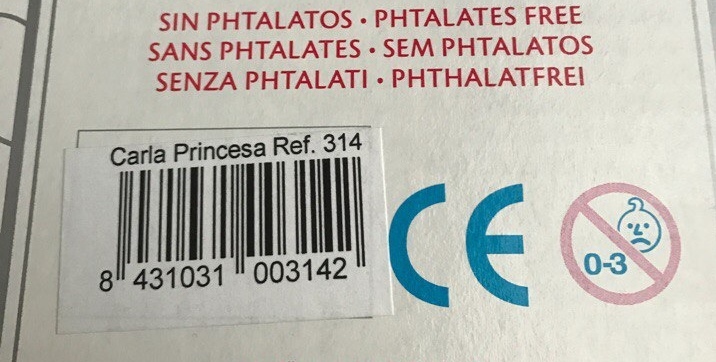 SIN PHTALATOS • PHTALATES FREE
SANS PHTALATES • SEM PHTALATOS
SENZA PHTALATI • PHTHALATFREI
Carla Princesa Ref. 314
8 431031 003142
CE
0-3